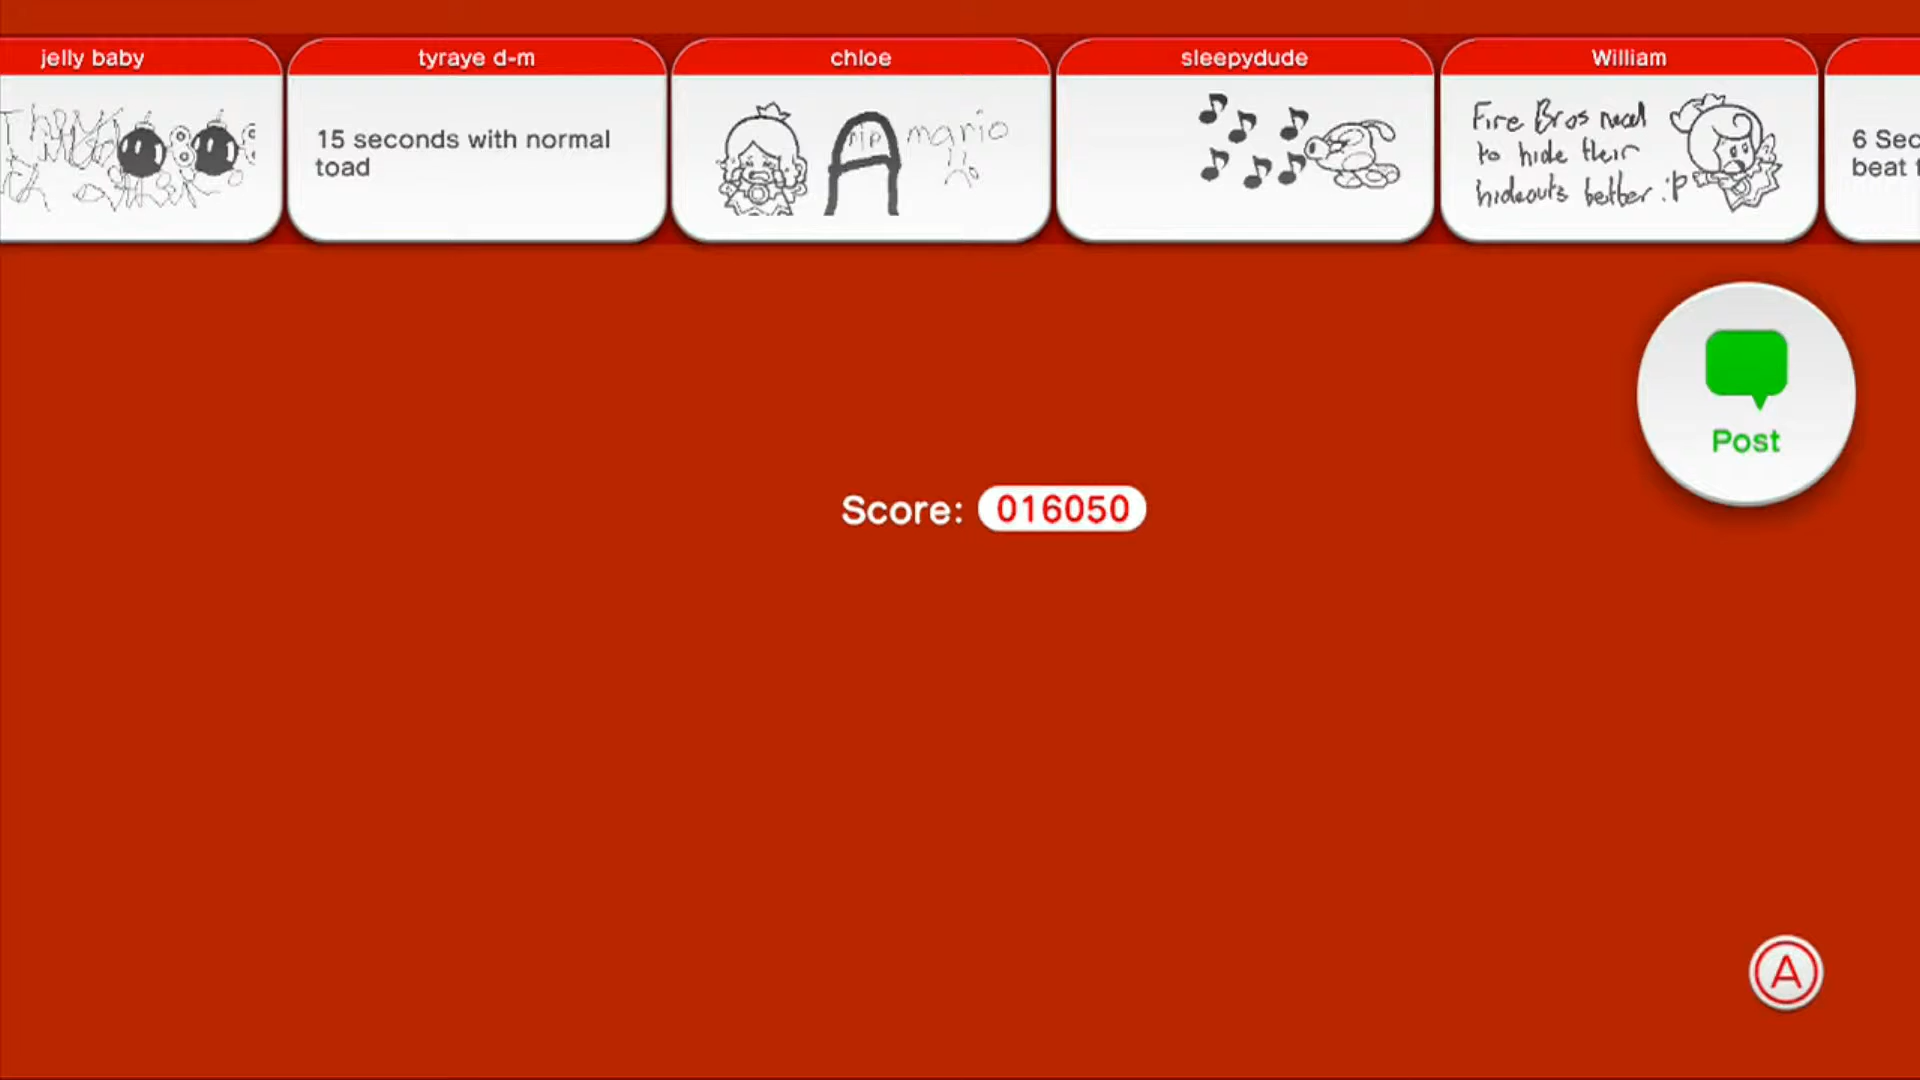 jelly baby
tyraye d-m
15 seconds with normal
toad
chloe
mario
sleepydude
William
Fire Bros need
to hide their
hideouts better :P
6 Sec
beat
Post
Score: 016050
A